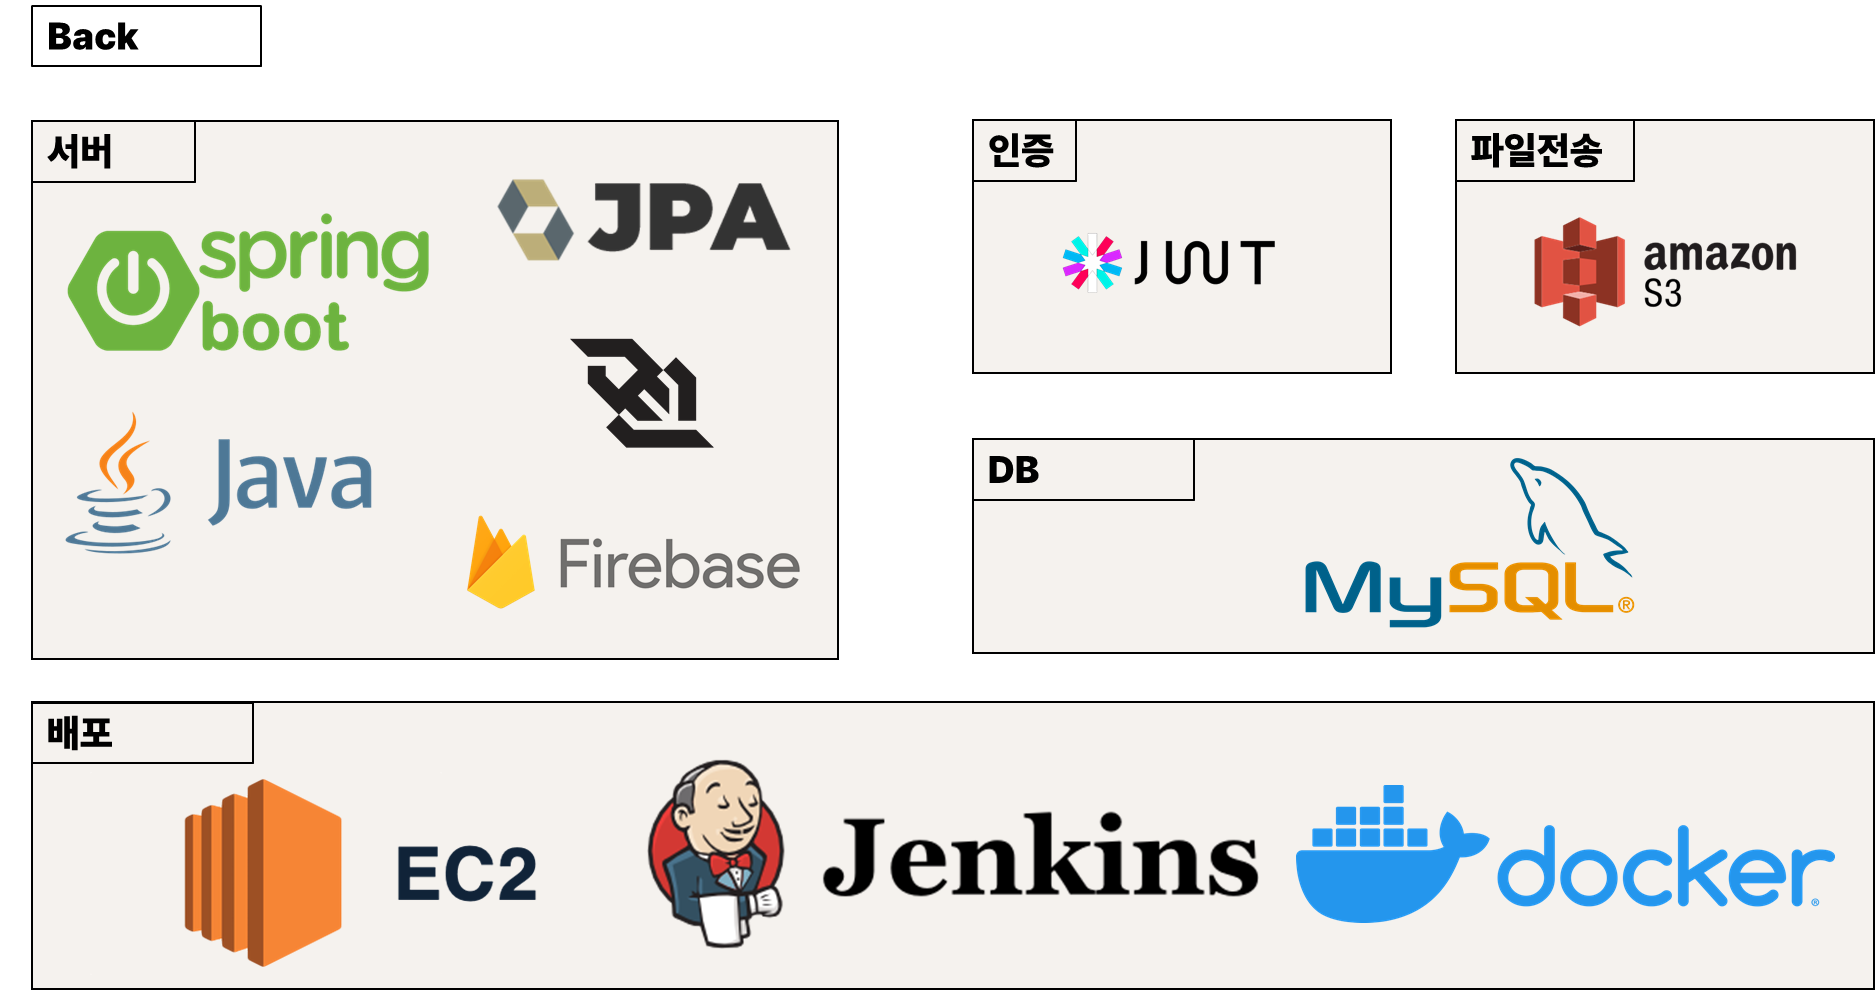 Back
서버
spring
boot
JPA
Java
Firebase
인증
JWT
파일전송
amazon
S3
DB
MySQL®
배포
EC2
Jenkins
docker®